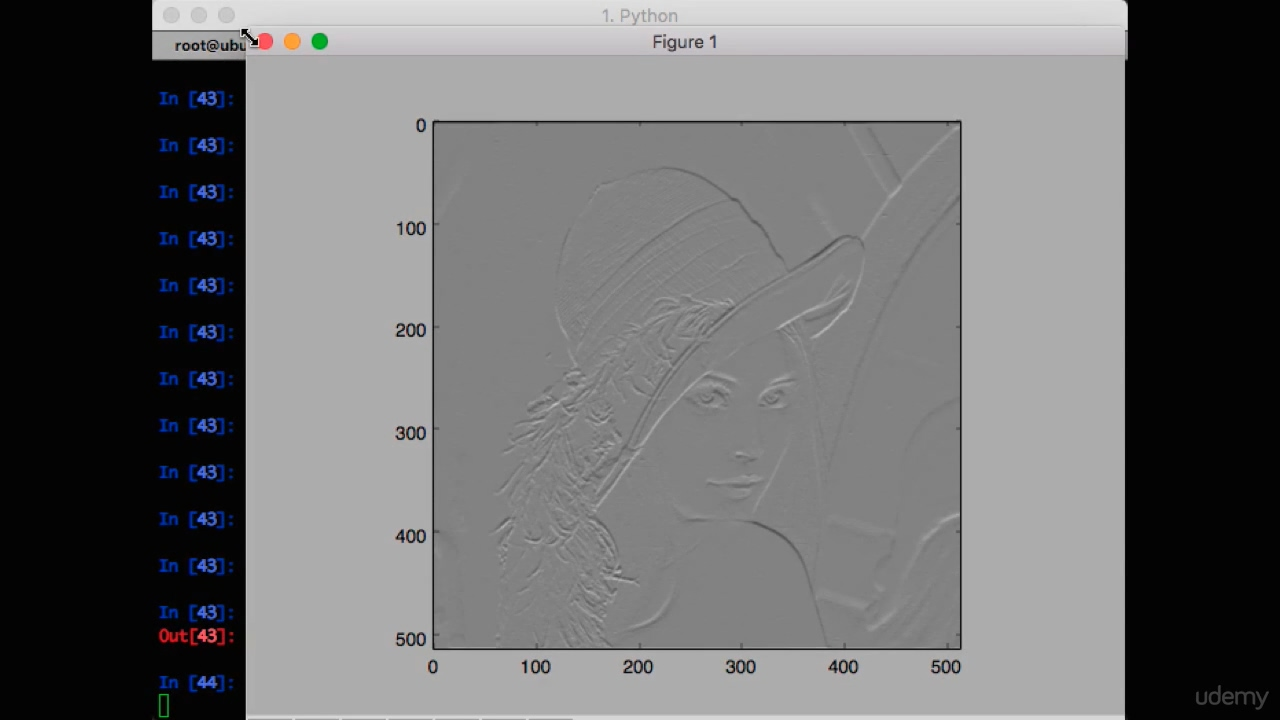 1. Python
root@ubu
Figure 1
In [43]:
In [43]:
In [43]:
In [43]:
In [43]:
In [43]:
In [43]:
In [43]:
In [43]:
In [43]:
In [43]:
In [43]:
Out[43]:
In [44]:
0
100
200
300
400
500
0 100 200 300 400 500
udemy